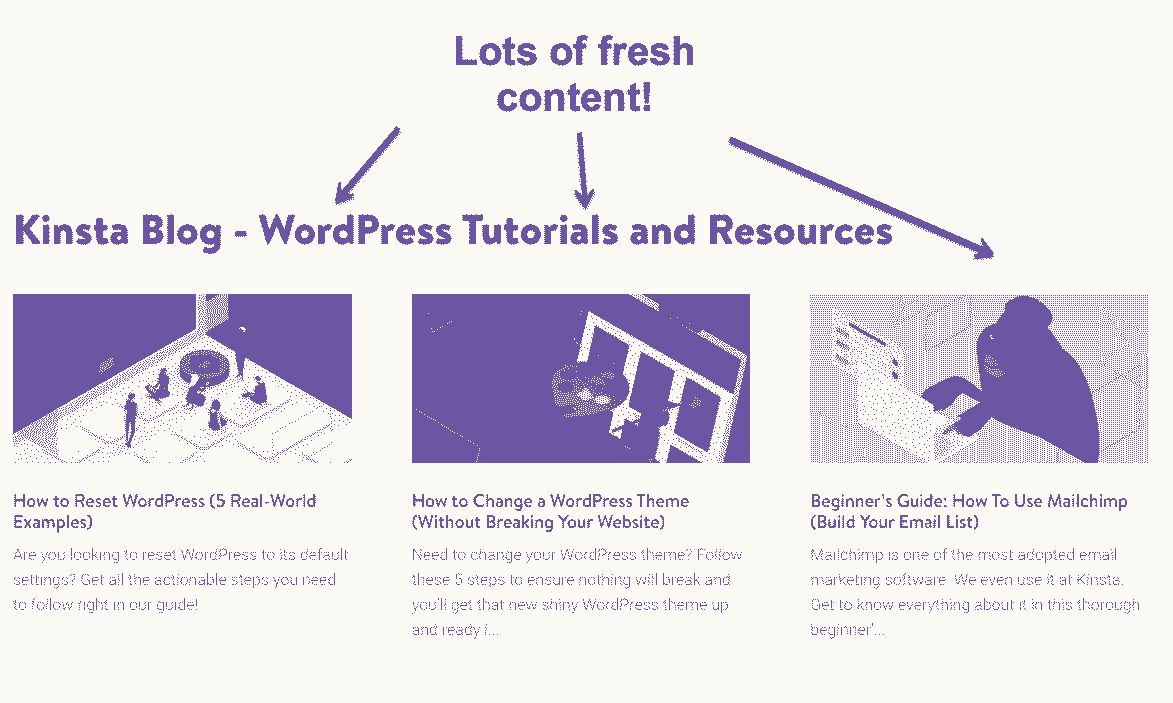 Lots of fresh
content!
Kinsta Blog - WordPress Tutorials and Resources
How to Reset WordPress (5 Real-World
Examples)
Are you looking to reset WordPress to its default
settings? Get all the actionable steps you need
to follow right in our guide!
How to Change a WordPress Theme
(Without Breaking Your Website)
Need to change your WordPress theme? Follow
these 5 steps to ensure nothing will break and
you'll get that new shiny WordPress theme up
and ready i...
Beginner's Guide: How To Use Mailchimp
(Build Your Email List)
Mailchimp is one of the most adopted email
marketing software. We even use it at Kinsta.
Get to know everything about it in this thorough
beginner'...